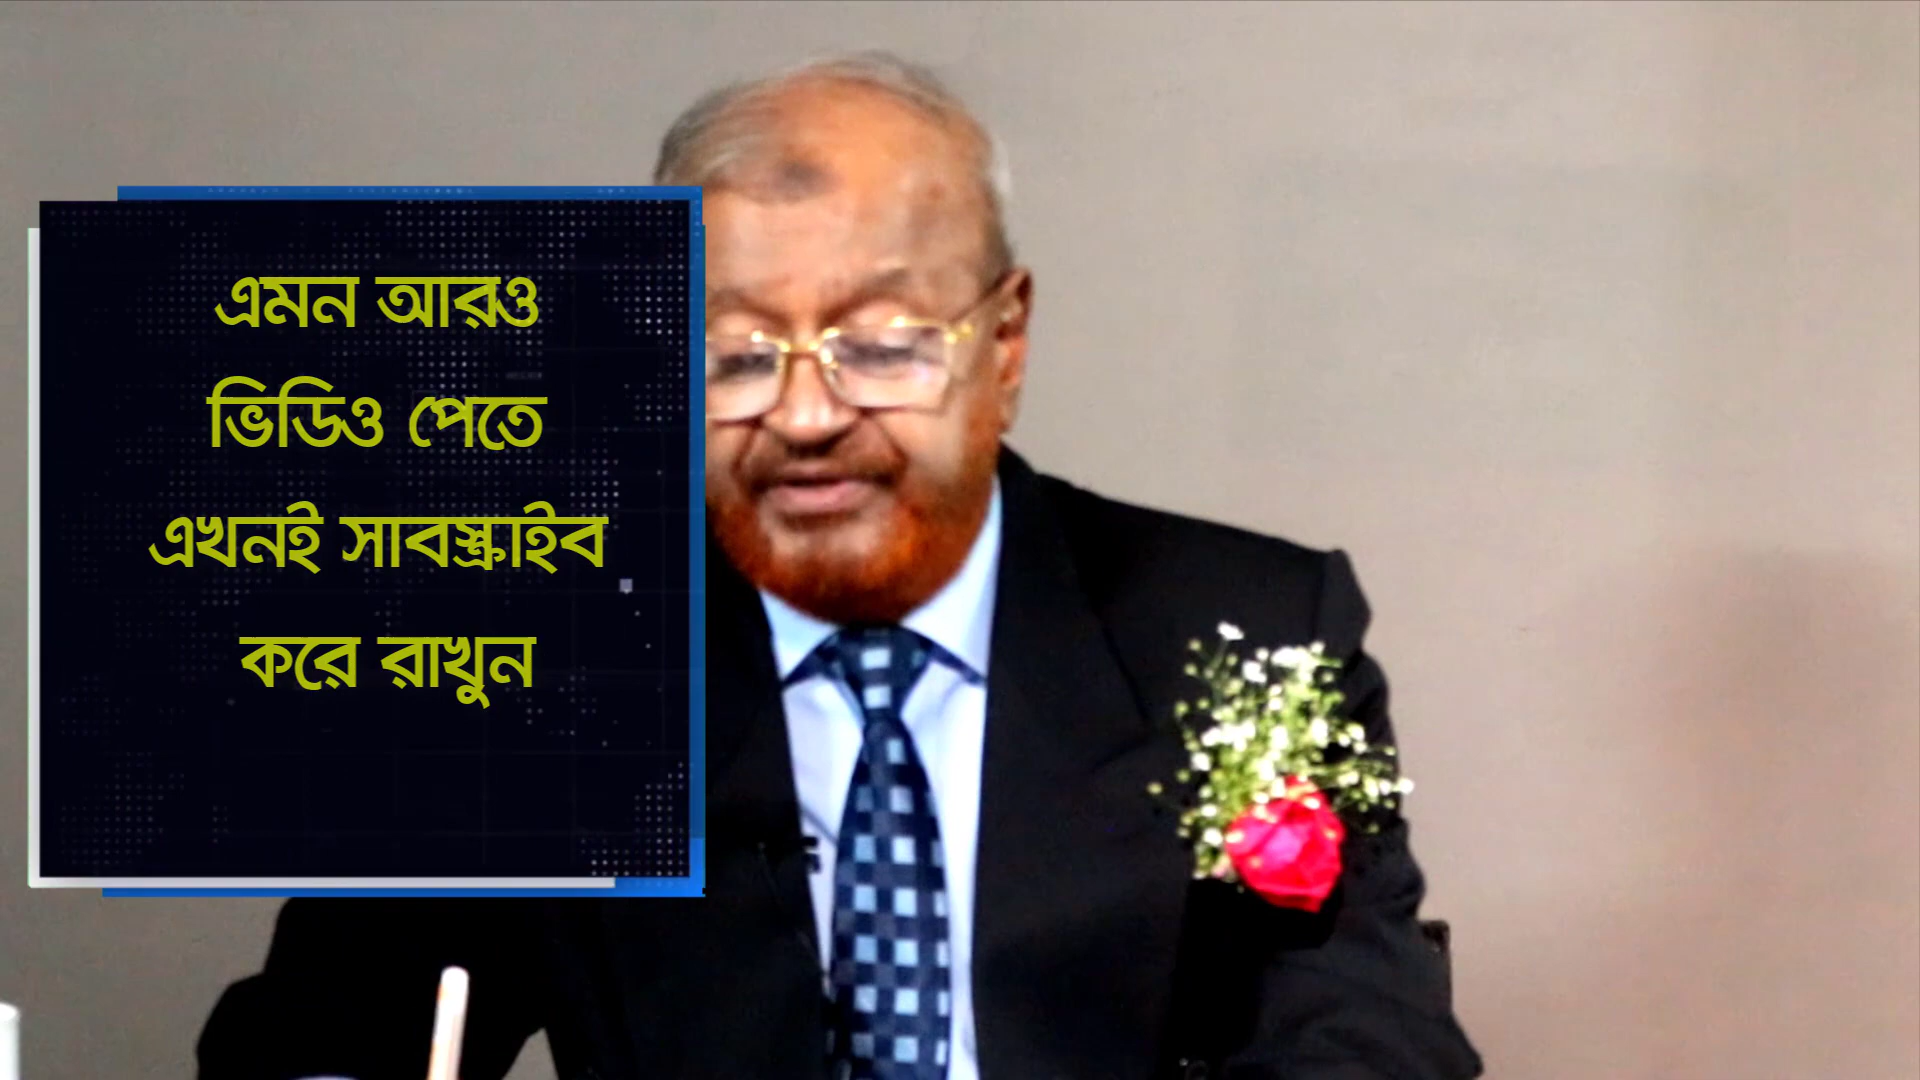 এমন আরও
ভিডিও পেতে
এখনই সাবস্ক্রাইব
করে রাখুন